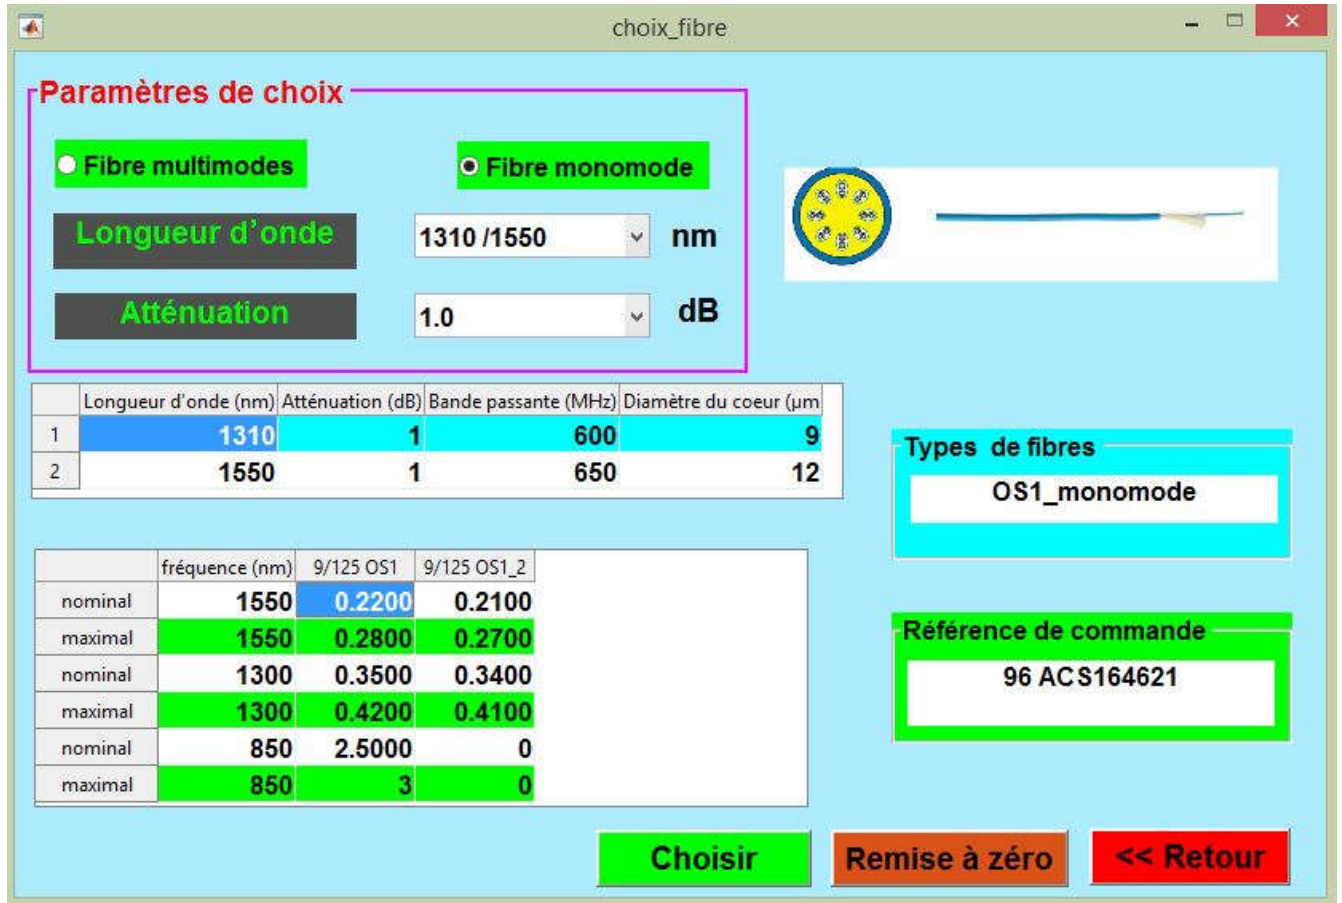 choix_fibre
Paramètres de choix
Fibre multimodes Fibre monomode
Longueur d'onde 1310 /1550 nm
Atténuation 1.0 dB
Longueur d'onde (nm) Atténuation (dB) Bande passante (MHz) Diamètre du coeur (µm
1 1310 1 600 9
2 1550 1 650 12
Types de fibres
OS1_monomode
fréquence (nm) 9/125 OS1 9/125 OS1_2
nominal 1550 0.2200 0.2100
maximal 1550 0.2800 0.2700
nominal 1300 0.3500 0.3400
maximal 1300 0.4200 0.4100
nominal 850 2.5000 0
maximal 850 3 0
Référence de commande
96 ACS164621
Choisir Remise à zéro << Retour